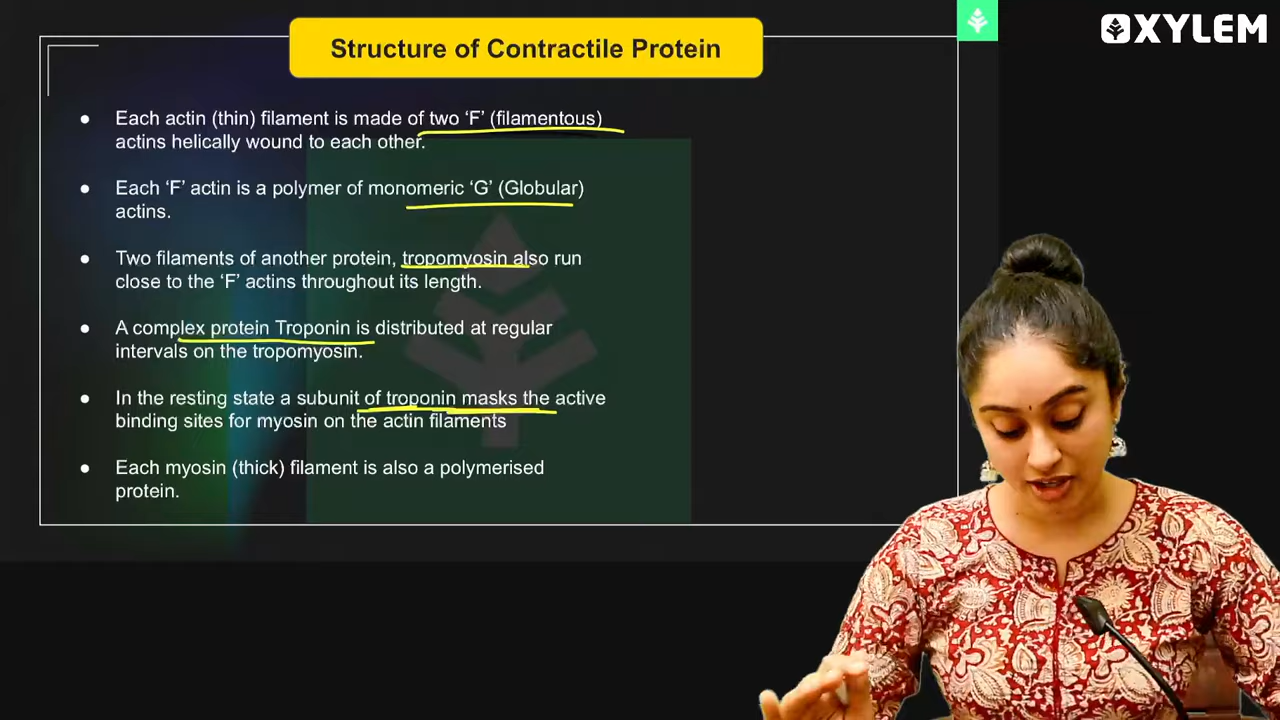 Structure of Contractile Protein
OXYLEM
● Each actin (thin) filament is made of two ‘F’ (filamentous)
actins helically wound to each other.
● Each ‘F’ actin is a polymer of monomeric ‘G’ (Globular)
actins.
● Two filaments of another protein, tropomyosin also run
close to the ‘F’ actins throughout its length.
● A complex protein Troponin is distributed at regular
intervals on the tropomyosin.
● In the resting state a subunit of troponin masks the active
binding sites for myosin on the actin filaments
● Each myosin (thick) filament is also a polymerised
protein.